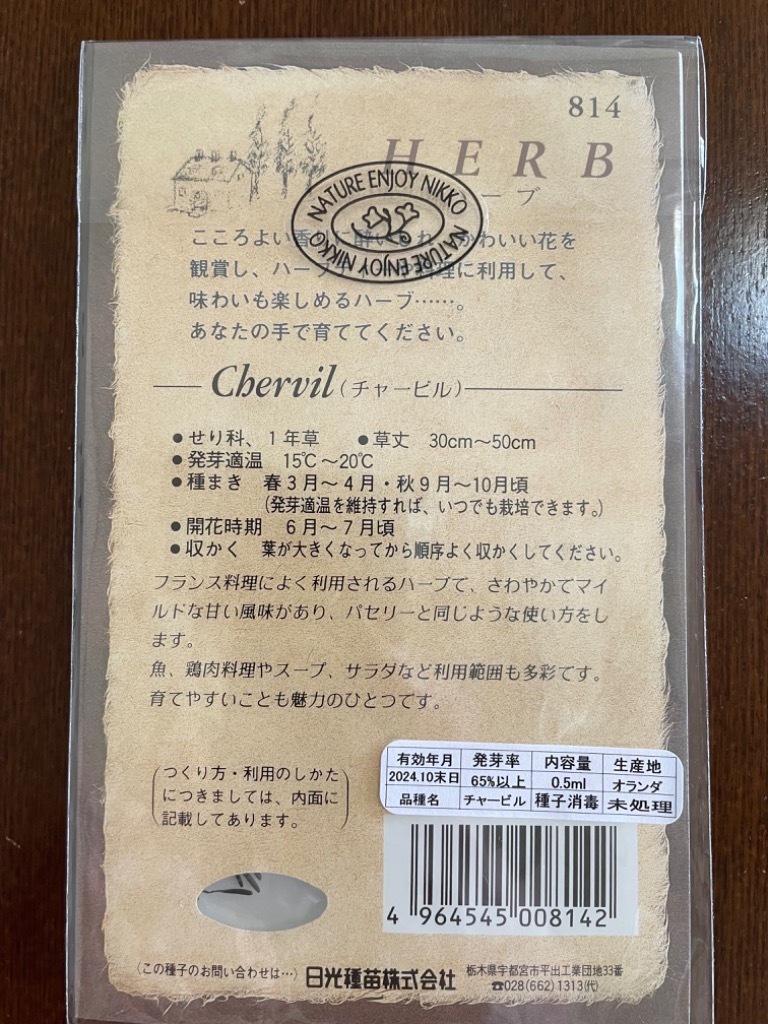 814
HERB
ーブ
NATURE ENJOY NIKKO NATURE ENJOY NIKKO
こころよい香 に酔い れ、かわいい花を
観賞し、ハーブ 料理に利用して、
味わいも楽しめるハーブ……。
あなたの手で育ててください。
Chervil（チャービル）
●せり科、1年草 ●草丈 30cm～50cm
●発芽適温 15℃～20℃
●種まき 春3月～4月・秋9月～10月頃
（発芽適温を維持すれば、いつでも栽培できます。）
●開花時期 6月～7月頃
●収かく 葉が大きくなってから順序よく収かくしてください。
フランス料理によく利用されるハーブで、さわやかでマイ
ルドな甘い風味があり、パセリーと同じような使い方をし
ます。
魚、鶏肉料理やスープ、サラダなど利用範囲も多彩です。
育てやすいことも魅力のひとつです。
有効年月 発芽率 内容量 生産地
2024.10末日 65%以上 0.5ml オランダ
品種名 チャービル 種子消毒 未処理
（つくり方・利用のしかた
につきましては、内面に
記載してあります。）
4 964545 008142
〈この種子のお問い合わせは…〉 日光種苗株式会社 栃木県宇都宮市平出工業団地33番
☎028(662)1313(代)